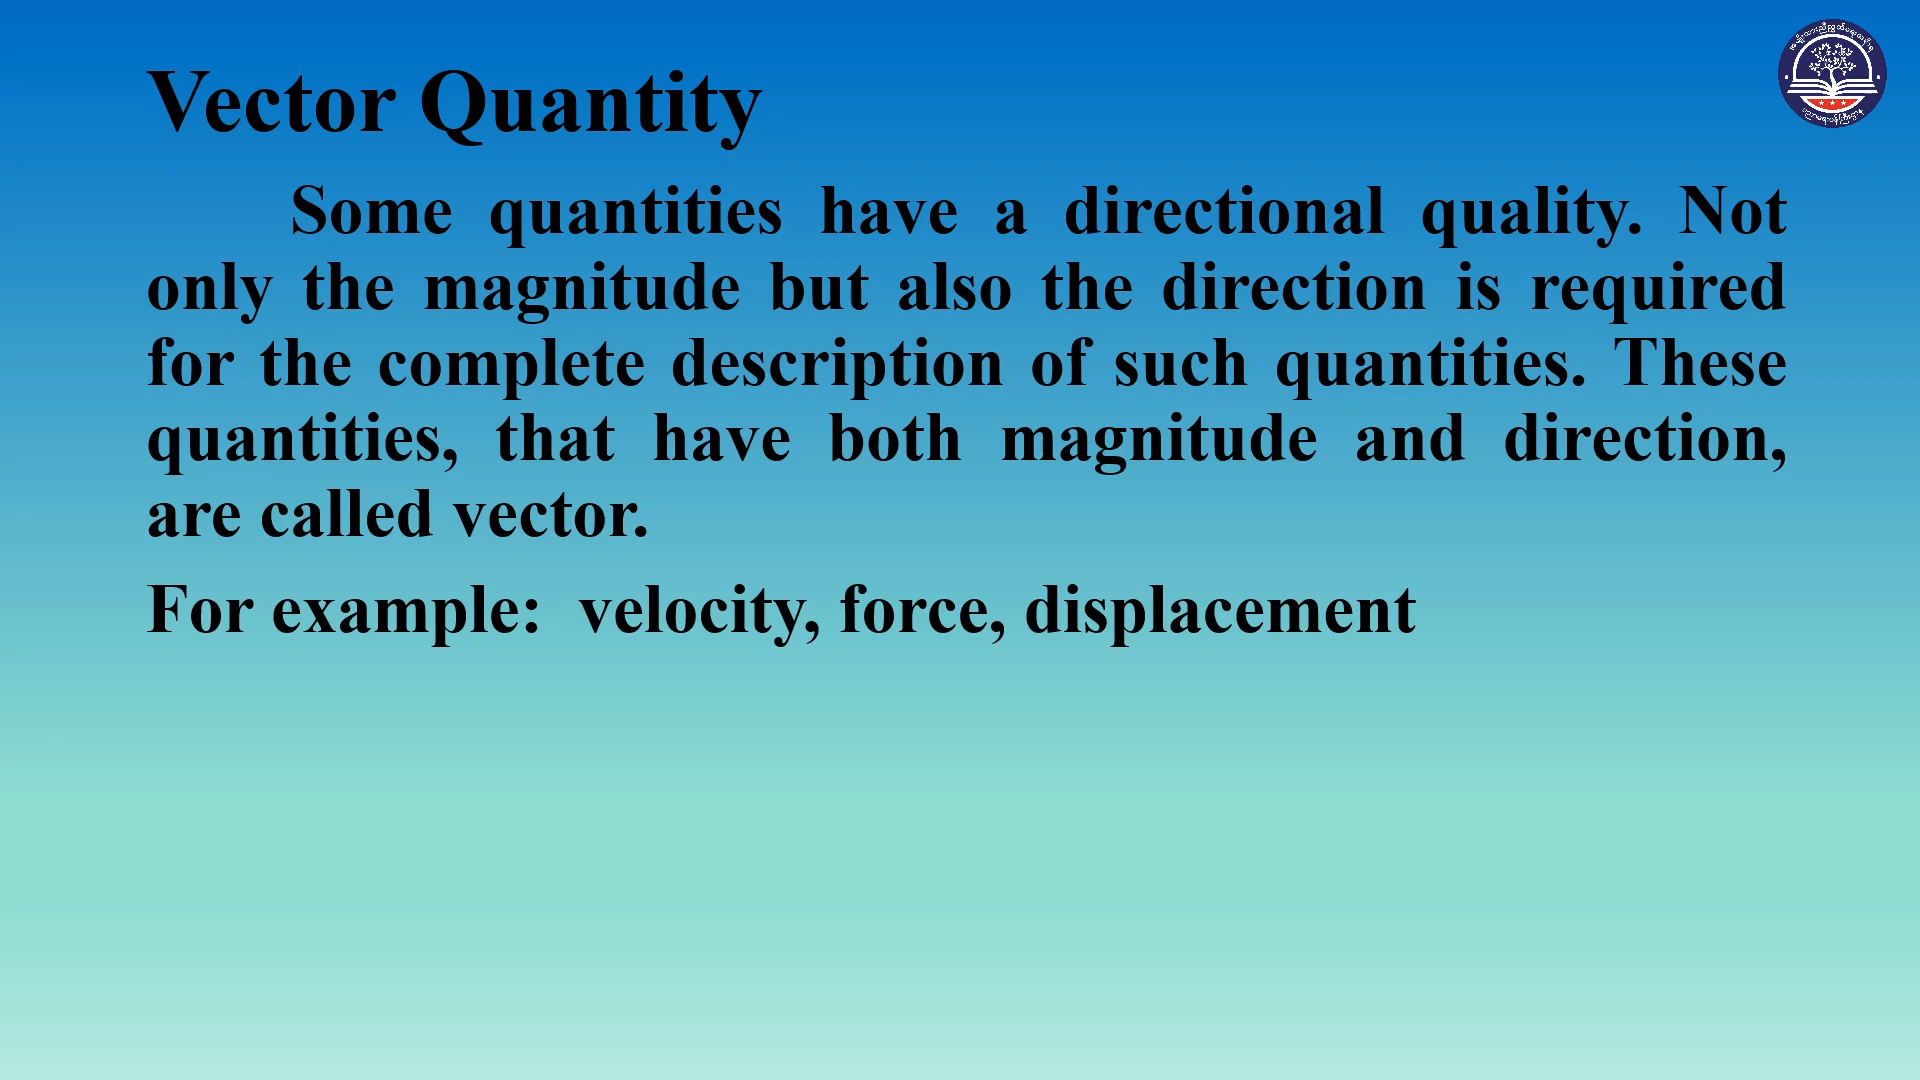 Vector Quantity
Some quantities have a directional quality. Not
only the magnitude but also the direction is required
for the complete description of such quantities. These
quantities, that have both magnitude and direction,
are called vector.
For example:  velocity, force, displacement